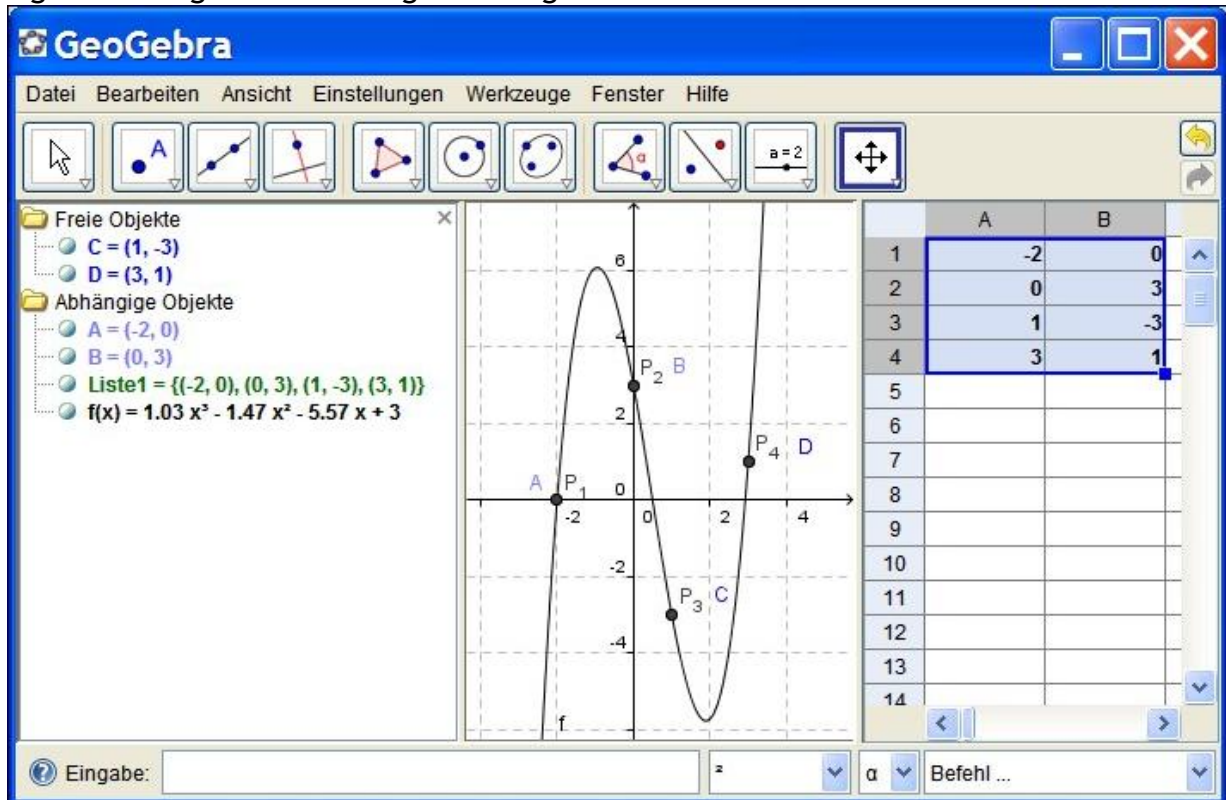 GeoGebra
Datei Bearbeiten Ansicht Einstellungen Werkzeuge Fenster Hilfe
A α a = 2
Freie Objekte
C = (1, -3)
D = (3, 1)
Abhängige Objekte
A = (-2, 0)
B = (0, 3)
Liste1 = {(-2, 0), (0, 3), (1, -3), (3, 1)}
f(x) = 1.03 x³ - 1.47 x² - 5.57 x + 3
6
4
P₂ B
2
P₄ D
A P₁ 0
-2 0 2 4
-2
P₃ C
-4
f
A B
1 -2 0
2 0 3
3 1 -3
4 3 1
5
6
7
8
9
10
11
12
13
14
Eingabe: ² α Befehl ...